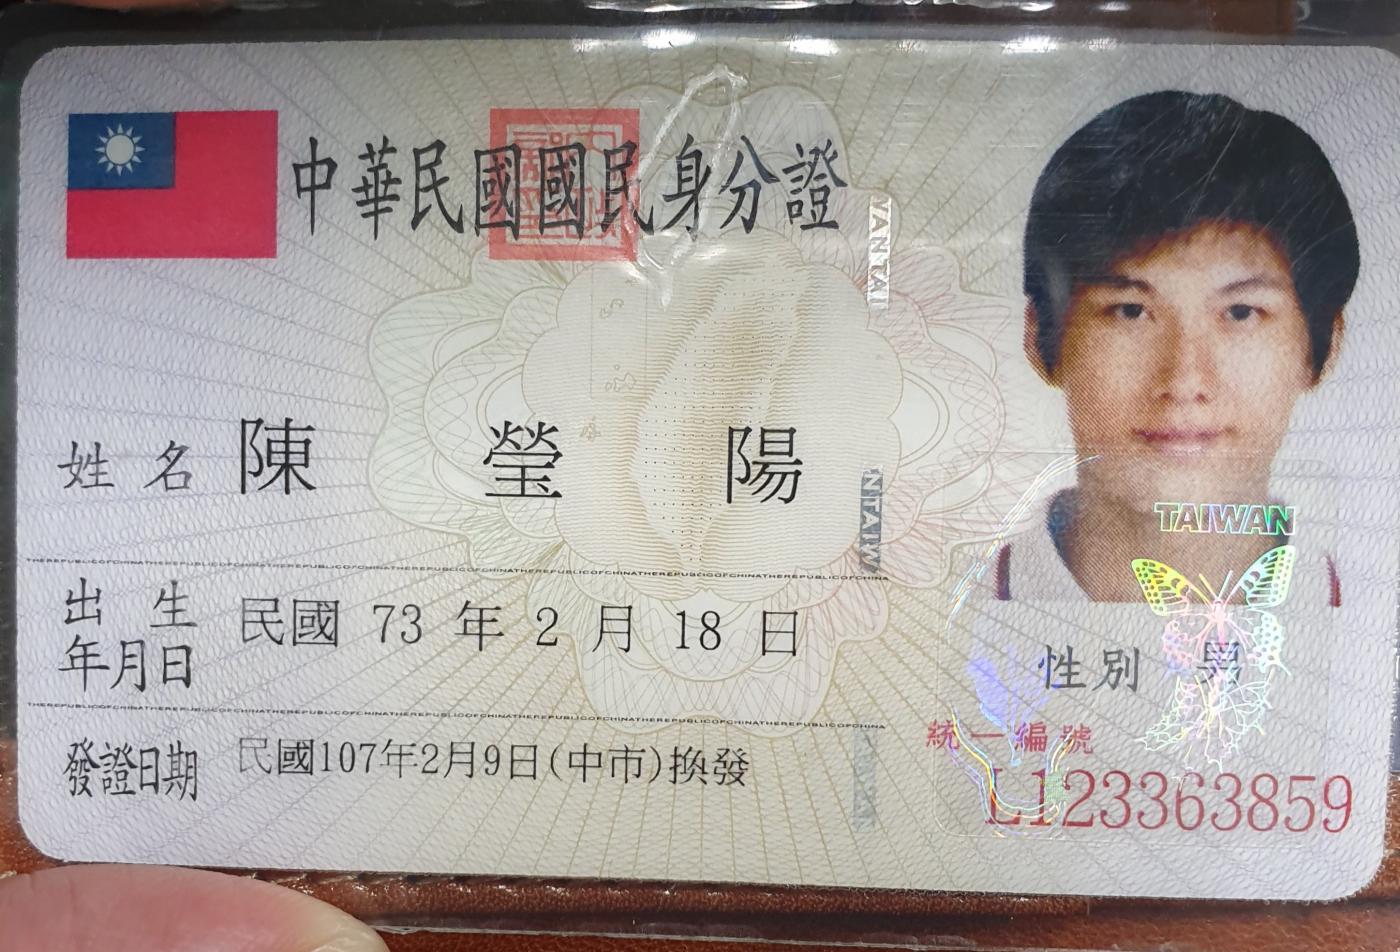 中華民國國民身分證
姓名 陳瑩陽
出生年月日 民國 73 年 2 月 18 日
發證日期 民國107年2月9日(中市)換發
TAIWAN
性別 男
統一編號
L123363859